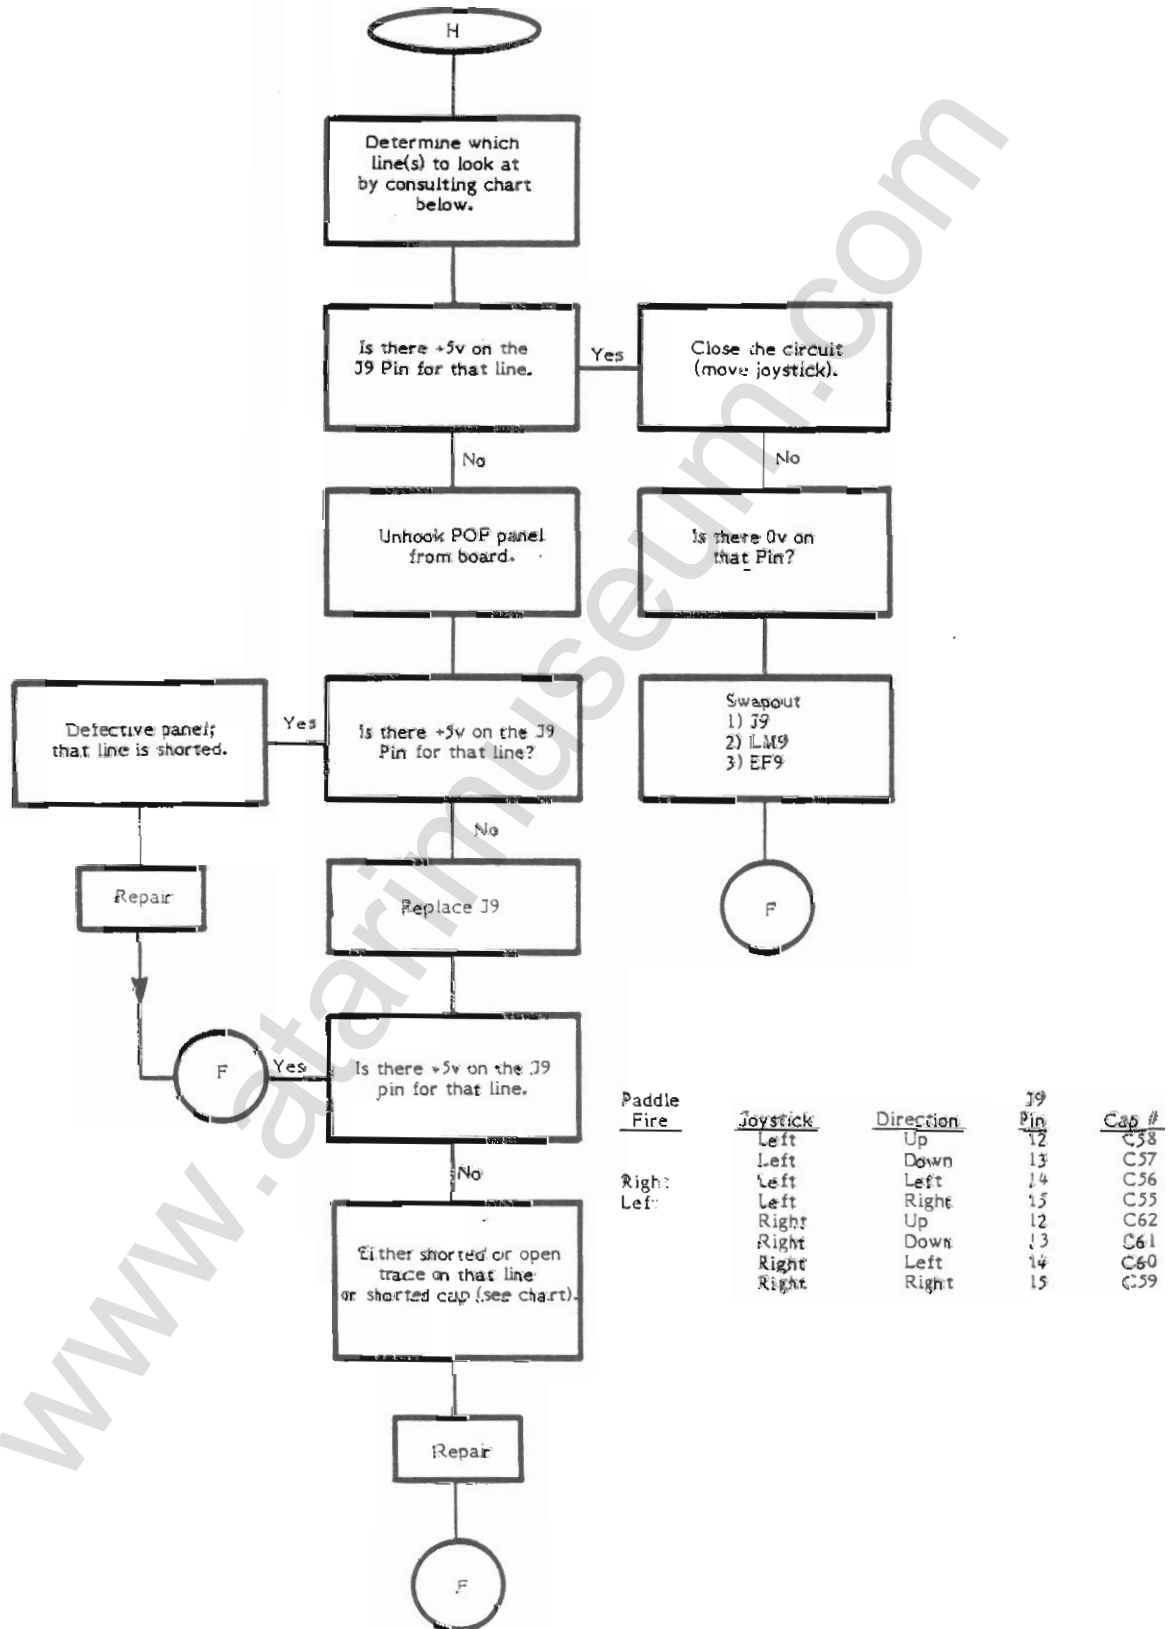 H
Determine which
line(s) to look at
by consulting chart
below.
Is there +5v on the
J9 Pin for that line.
Yes
Close the circuit
(move joystick).
No
No
Unhook POF panel
from board.
Is there 0v on
that Pin?
Defective panel;
that line is shorted.
Yes
Is there +5v on the J9
Pin for that line?
Swapout
1) J9
2) LM9
3) EF9
No
Repair
Replace J9
F
F
Yes
Is there +5v on the J9
pin for that line.
No
Either shorted or open
trace on that line
or shorted cap (see chart).
Repair
F
Paddle Fire Joystick Direction J9 Pin Cap #
Left Up 12 C58
Left Down 13 C57
Right Left Left 14 C56
Left Left Right 15 C55
Right Up 12 C62
Right Down 13 C61
Right Left 14 C60
Right Right 15 C59
www.atarimuseum.com